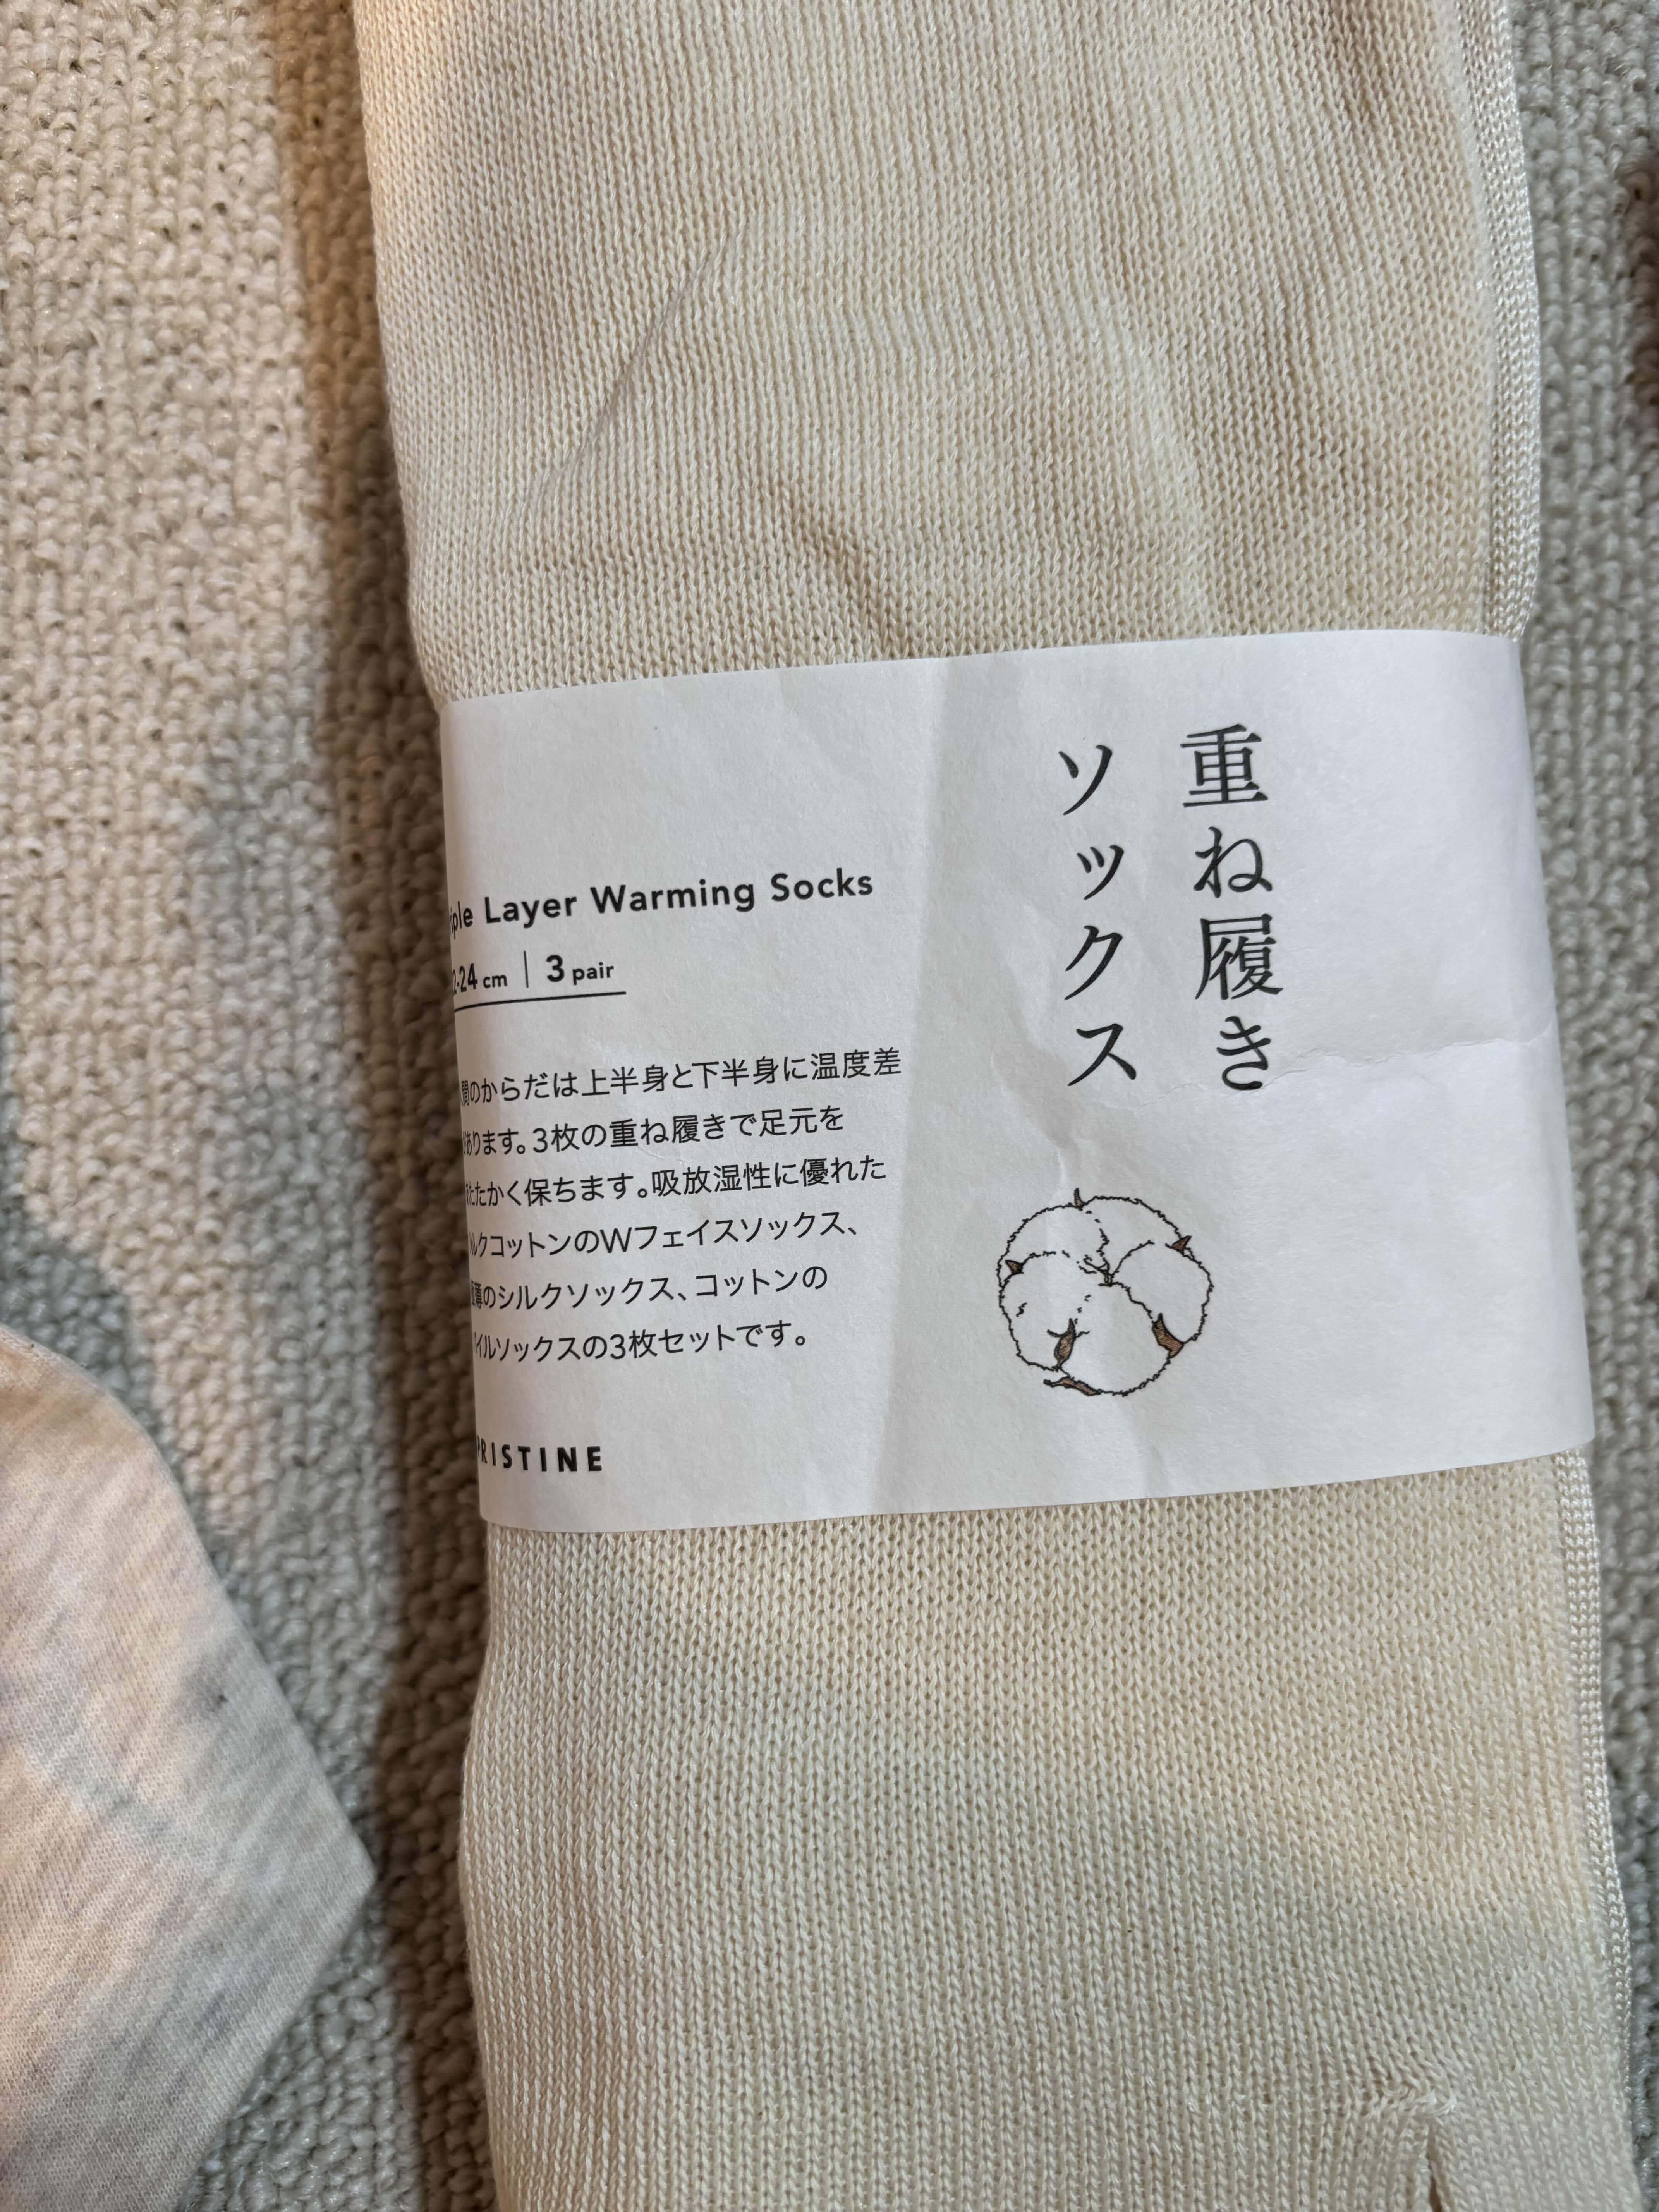 重ね履き
ソックス
Layer Warming Socks
24 cm | 3 pair
のからだは上半身と下半身に温度差
あります。3枚の重ね履きで足元を
たかく保ちます。吸放湿性に優れた
ルクコットンのWフェイスソックス、
のシルクソックス、コットンの
イルソックスの3枚セットです。
PRISTINE